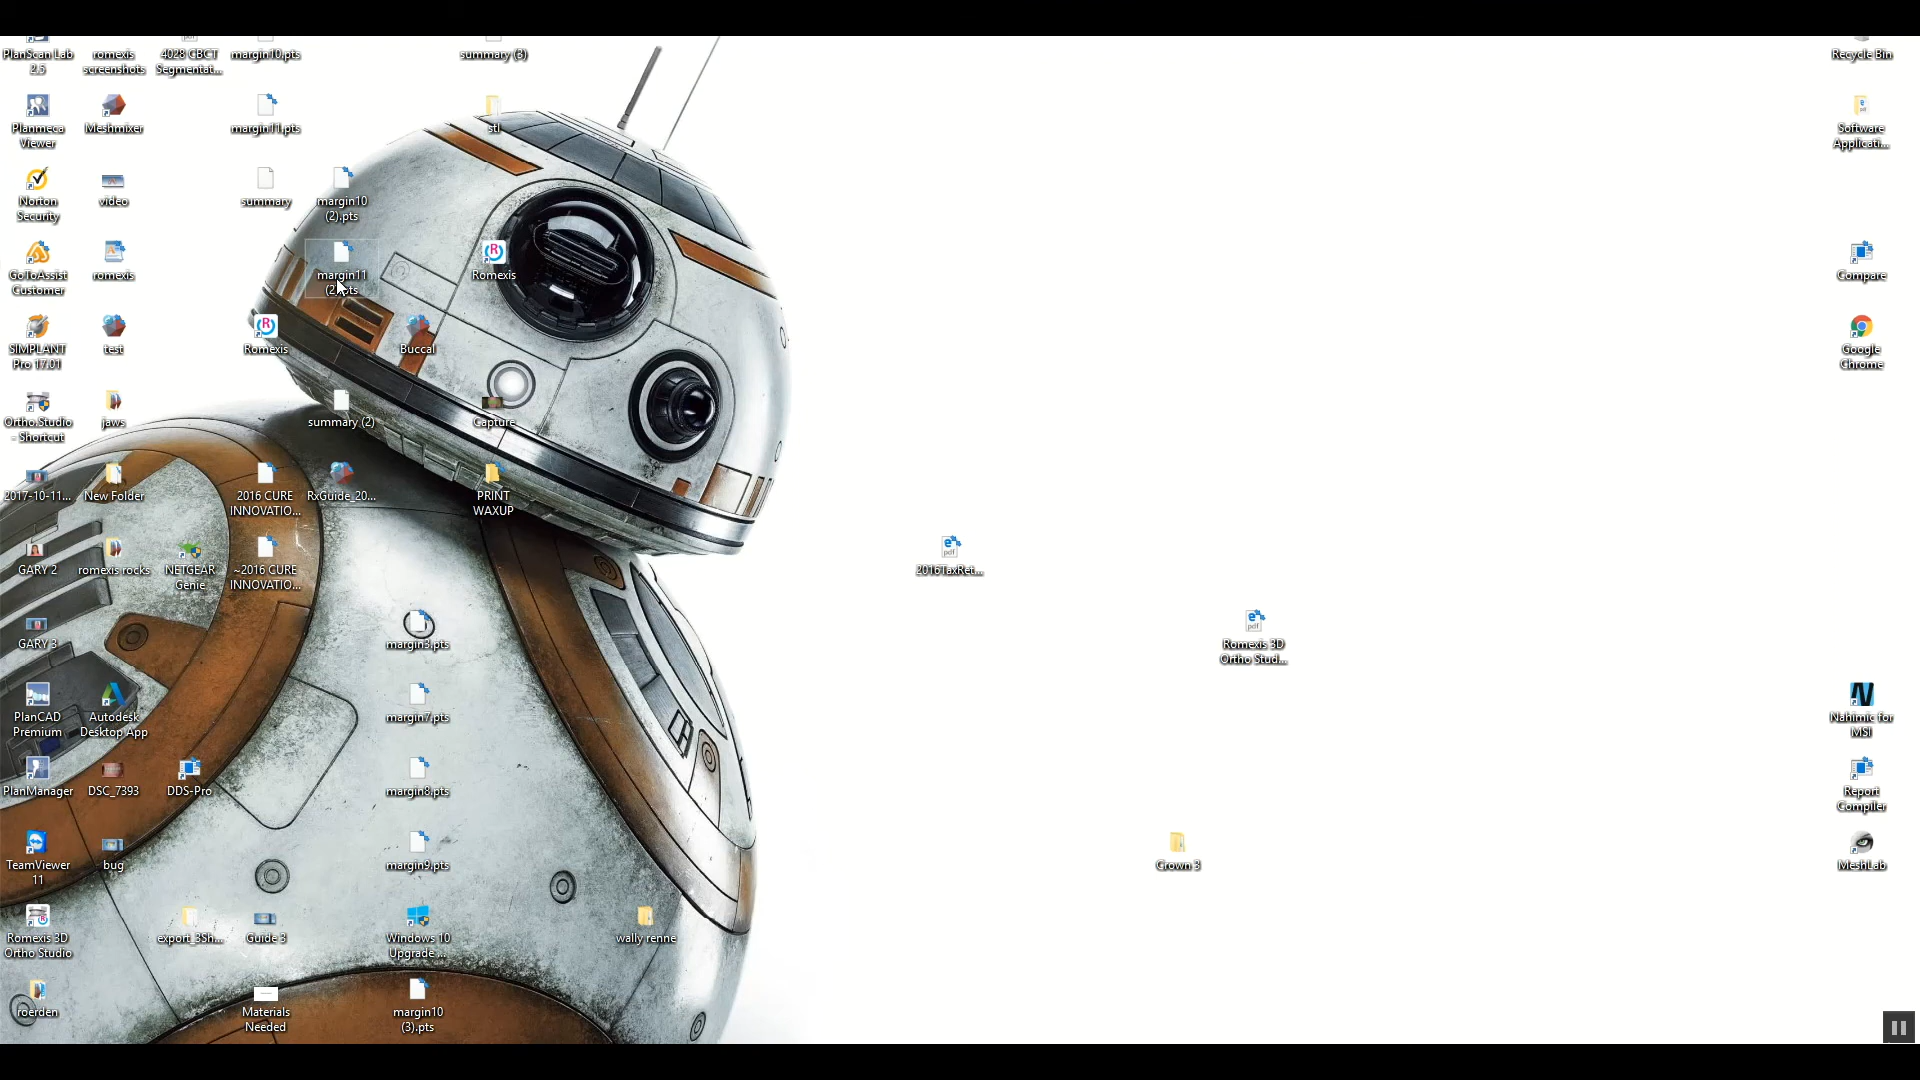 PlanScan Lab
2.5
romexis
screenshots
4028 CBCT
Segmentat...
margin10.pts
summary (3)
Recycle Bin
Planmeca
Viewer
Meshmixer
margin11.pts
stl
Software
Applicati...
Norton
Security
video
summary
margin10
(2).pts
GoToAssist
Customer
romexis
margin11
(2).pts
Romexis
Compare
SIMPLANT
Pro 17.01
test
Romexis
Buccal
Google
Chrome
Ortho.Studio
- Shortcut
jaws
summary (2)
Capture
2017-10-11...
New Folder
2016 CURE
INNOVATIO...
RxGuide_20...
PRINT
WAXUP
GARY 2
romexis rocks
NETGEAR
Genie
~2016 CURE
INNOVATIO...
2016TaxRet...
GARY 3
margin3.pts
Romexis 3D
Ortho Stud...
PlanCAD
Premium
Autodesk
Desktop App
margin7.pts
Nahimic for
MSI
PlanManager
DSC_7393
DDS-Pro
margin8.pts
Report
Compiler
TeamViewer
11
bug
margin9.pts
Crown 3
MeshLab
Romexis 3D
Ortho Studio
export_3Sh...
Guide 3
Windows 10
Upgrade ...
wally renne
roerden
Materials
Needed
margin10
(3).pts